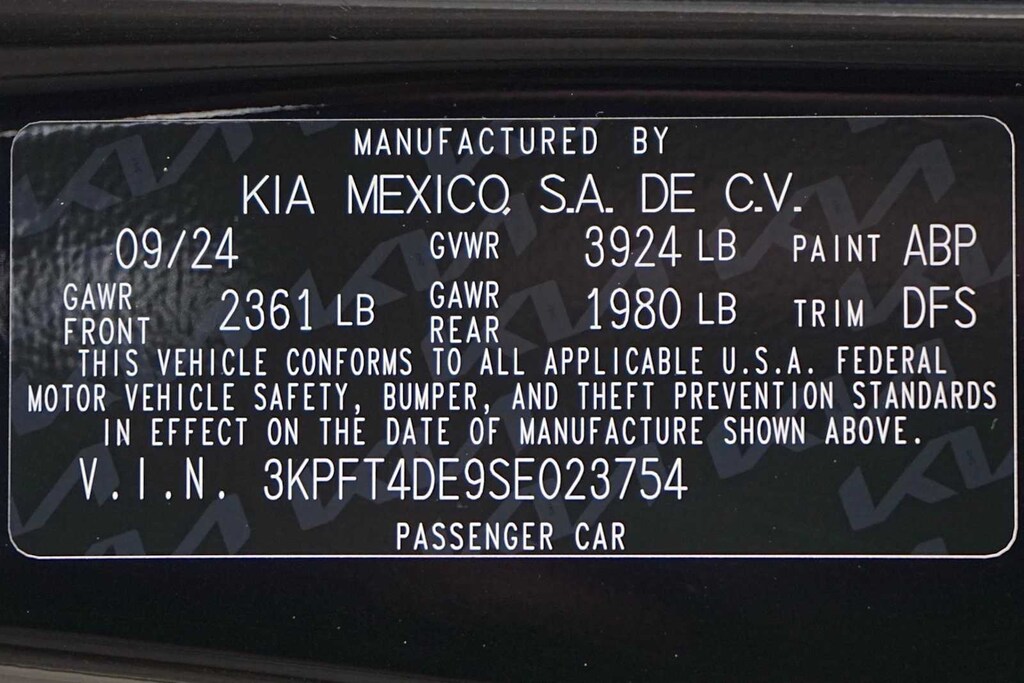 MANUFACTURED BY
KIA MEXICO, S.A. DE C.V.
09/24 GVWR 3924 LB PAINT ABP
GAWR FRONT 2361 LB GAWR REAR 1980 LB TRIM DFS
THIS VEHICLE CONFORMS TO ALL APPLICABLE U.S.A. FEDERAL
MOTOR VEHICLE SAFETY, BUMPER, AND THEFT PREVENTION STANDARDS
IN EFFECT ON THE DATE OF MANUFACTURE SHOWN ABOVE.
V.I.N. 3KPFT4DE9SE023754
PASSENGER CAR